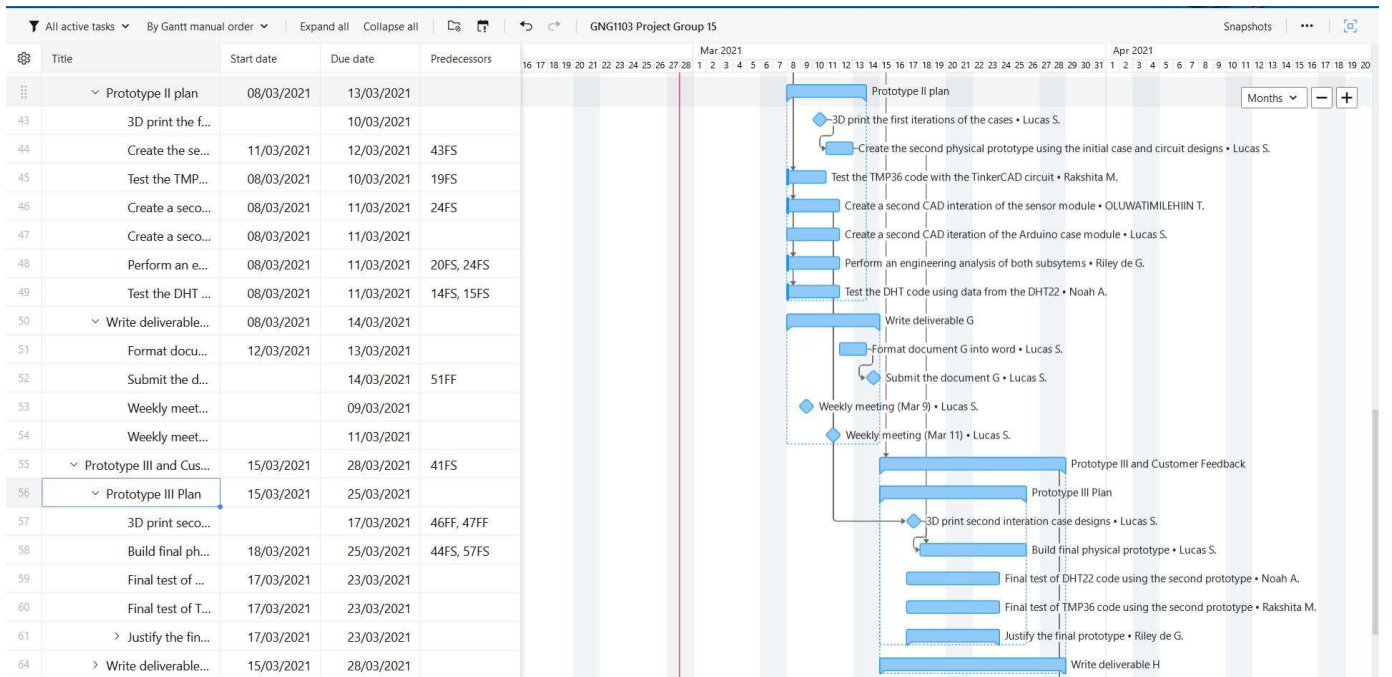 All active tasks By Gantt manual order Expand all Collapse all GNG1103 Project Group 15 Snapshots
Title Start date Due date Predecessors
Mar 2021 Apr 2021
16 17 18 19 20 21 22 23 24 25 26 27 28 1 2 3 4 5 6 7 8 9 10 11 12 13 14 15 16 17 18 19 20 21 22 23 24 25 26 27 28 29 30 31 1 2 3 4 5 6 7 8 9 10 11 12 13 14 15 16 17 18 19 20
Months
Prototype II plan 08/03/2021 13/03/2021 Prototype II plan
43 3D print the f... 10/03/2021 3D print the first iterations of the cases • Lucas S.
44 Create the se... 11/03/2021 12/03/2021 43FS Create the second physical prototype using the initial case and circuit designs • Lucas S.
45 Test the TMP... 08/03/2021 10/03/2021 19FS Test the TMP36 code with the TinkerCAD circuit • Rakshita M.
46 Create a seco... 08/03/2021 11/03/2021 24FS Create a second CAD interation of the sensor module • OLUWATIMILEHIIN T.
47 Create a seco... 08/03/2021 11/03/2021 Create a second CAD iteration of the Arduino case module • Lucas S.
48 Perform an e... 08/03/2021 11/03/2021 20FS, 24FS Perform an engineering analysis of both subsytems • Riley de G.
49 Test the DHT ... 08/03/2021 11/03/2021 14FS, 15FS Test the DHT code using data from the DHT22 • Noah A.
50 Write deliverable... 08/03/2021 14/03/2021 Write deliverable G
51 Format docu... 12/03/2021 13/03/2021 Format document G into word • Lucas S.
52 Submit the d... 14/03/2021 51FF Submit the document G • Lucas S.
53 Weekly meet... 09/03/2021 Weekly meeting (Mar 9) • Lucas S.
54 Weekly meet... 11/03/2021 Weekly meeting (Mar 11) • Lucas S.
55 Prototype III and Cus... 15/03/2021 28/03/2021 41FS Prototype III and Customer Feedback
56 Prototype III Plan 15/03/2021 25/03/2021 Prototype III Plan
57 3D print seco... 17/03/2021 46FF, 47FF 3D print second interation case designs • Lucas S.
58 Build final ph... 18/03/2021 25/03/2021 44FS, 57FS Build final physical prototype • Lucas S.
59 Final test of ... 17/03/2021 23/03/2021 Final test of DHT22 code using the second prototype • Noah A.
60 Final test of T... 17/03/2021 23/03/2021 Final test of TMP36 code using the second prototype • Rakshita M.
61 Justify the fin... 17/03/2021 23/03/2021 Justify the final prototype • Riley de G.
64 Write deliverable... 15/03/2021 28/03/2021 Write deliverable H